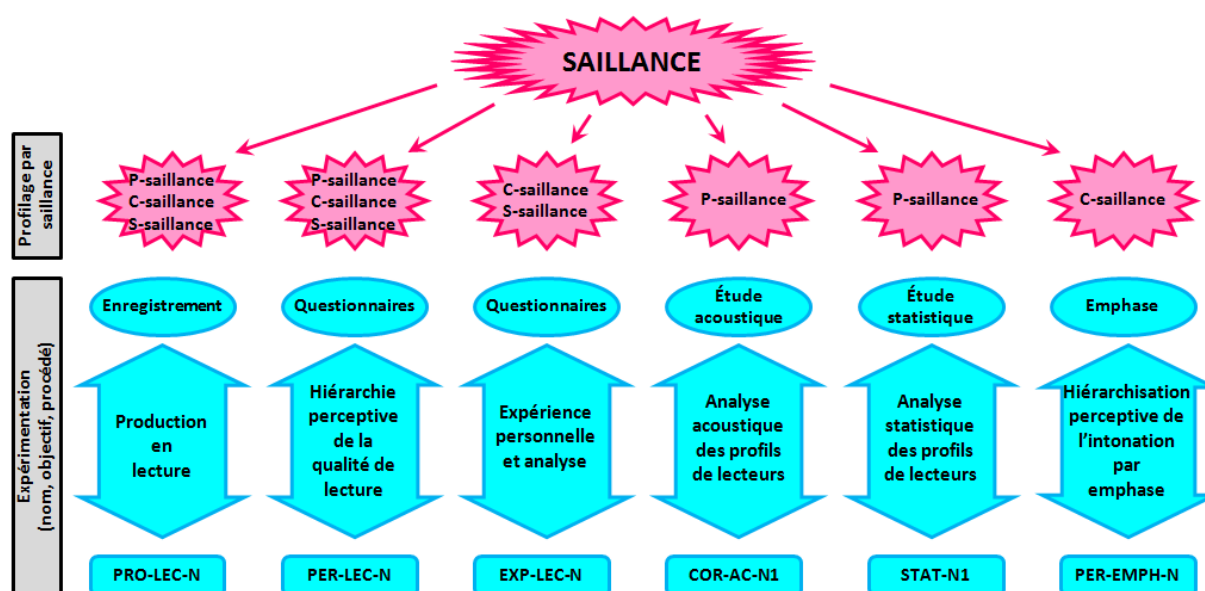 SAILLANCE
Profilage par
saillance
P-saillance
C-saillance
S-saillance
P-saillance
C-saillance
S-saillance
C-saillance
S-saillance
P-saillance
P-saillance
C-saillance
Expérimentation
(nom, objectif, procédé)
Enregistrement
Questionnaires
Questionnaires
Étude
acoustique
Étude
statistique
Emphase
Production
en
lecture
Hiérarchie
perceptive
de la
qualité de
lecture
Expérience
personnelle
et analyse
Analyse
acoustique
des profils
de lecteurs
Analyse
statistique
des profils
de lecteurs
Hiérarchisation
perceptive de
l'intonation
par
emphase
PRO-LEC-N
PER-LEC-N
EXP-LEC-N
COR-AC-N1
STAT-N1
PER-EMPH-N